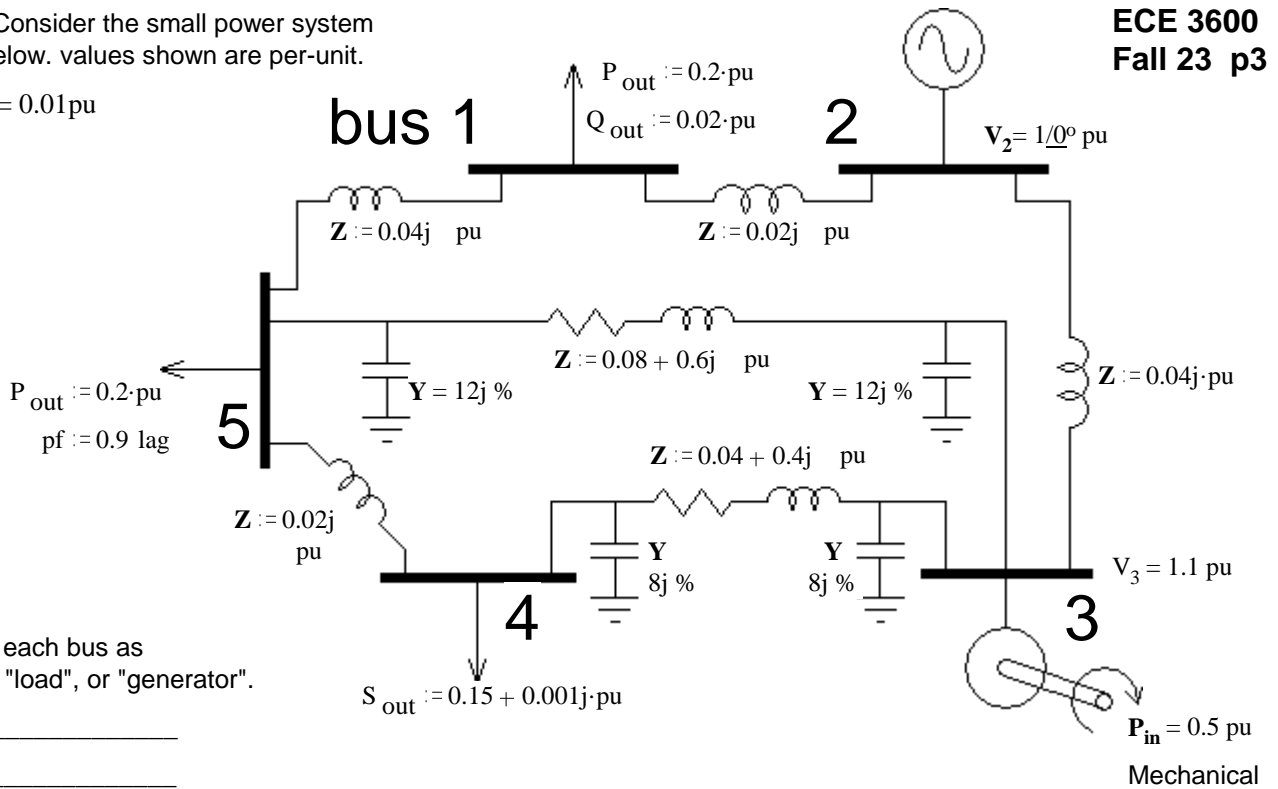 Consider the small power system
elow. values shown are per-unit.
= 0.01pu
ECE 3600
Fall 23 p3
bus 1
P out := 0.2·pu
Q out := 0.02·pu
2
V2= 1/0o pu
Z := 0.04j pu
Z := 0.02j pu
Z := 0.08 + 0.6j pu
Y = 12j %
Y = 12j %
Z := 0.04j·pu
P out := 0.2·pu
pf := 0.9 lag
5
Z := 0.04 + 0.4j pu
Z := 0.02j
pu
Y
8j %
Y
8j %
V3 = 1.1 pu
4
3
each bus as
"load", or "generator".
S out := 0.15 + 0.001j·pu
Pin = 0.5 pu
Mechanical